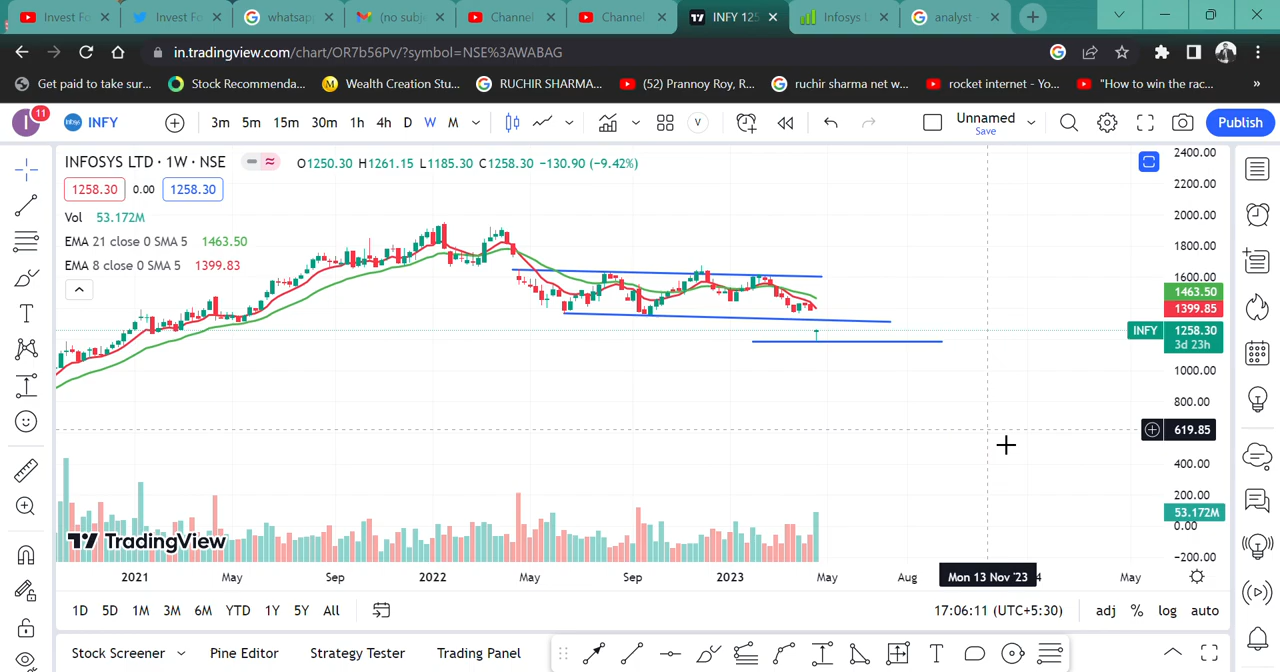 Invest Fo
Invest Fo
whatsap
(no subj
Channel
Channel
INFY 125
Infosys L
analyst
in.tradingview.com/chart/OR7b56Pv/?symbol=NSE%3AWABAG
Get paid to take sur...
Stock Recommenda...
Wealth Creation Stu...
RUCHIR SHARMA...
(52) Prannoy Roy, R...
ruchir sharma net w...
rocket internet - Yo...
"How to win the rac...
»
I
11
INFY
3m 5m 15m 30m 1h 4h D W M
V
Unnamed
Save
Publish
INFOSYS LTD · 1W · NSE
O1250.30 H1261.15 L1185.30 C1258.30 −130.90 (−9.42%)
1258.30 0.00 1258.30
Vol 53.172M
EMA 21 close 0 SMA 5 1463.50
EMA 8 close 0 SMA 5 1399.83
2400.00
2200.00
2000.00
1800.00
1600.00
1463.50
1399.85
INFY 1258.30
3d 23h
1000.00
800.00
619.85
400.00
200.00
53.172M
0.00
−200.00
TradingView
2021 May Sep 2022 May Sep 2023 May Aug Mon 13 Nov '23 4 May
1D 5D 1M 3M 6M YTD 1Y 5Y All
17:06:11 (UTC+5:30)
adj % log auto
Stock Screener
Pine Editor
Strategy Tester
Trading Panel